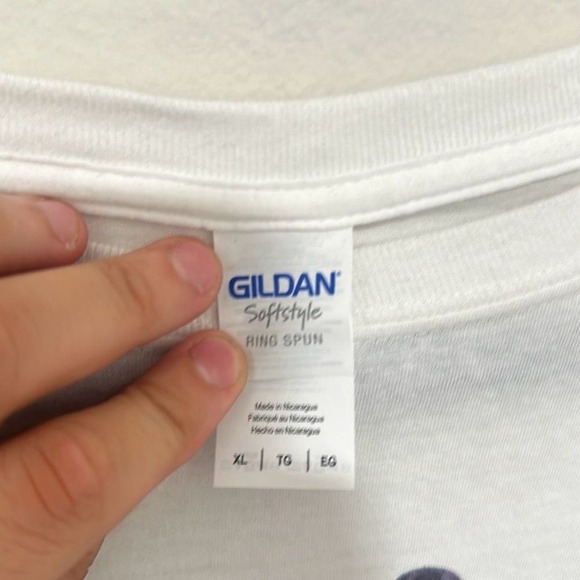 GILDAN®
Softstyle
RING SPUN
Made in Nicaragua
Fabriqué au Nicaragua
Hecho en Nicaragua
XL | TG | EG